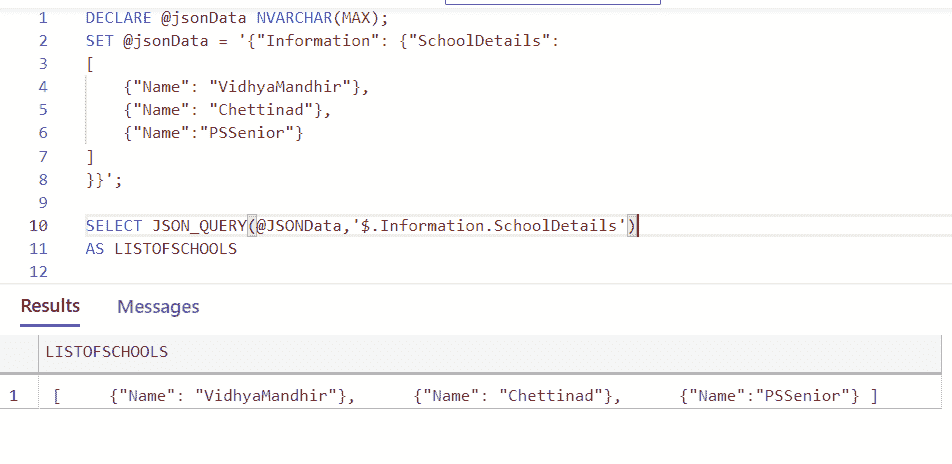 1 DECLARE @jsonData NVARCHAR(MAX);
2 SET @jsonData = '{"Information": {"SchoolDetails":
3 [
4 {"Name": "VidhyaMandhir"},
5 {"Name": "Chettinad"},
6 {"Name":"PSSenior"}
7 ]
8 }}';
9
10 SELECT JSON_QUERY(@JSONData,'$.Information.SchoolDetails')
11 AS LISTOFSCHOOLS
12
Results Messages
LISTOFSCHOOLS
1 [ {"Name": "VidhyaMandhir"}, {"Name": "Chettinad"}, {"Name":"PSSenior"} ]